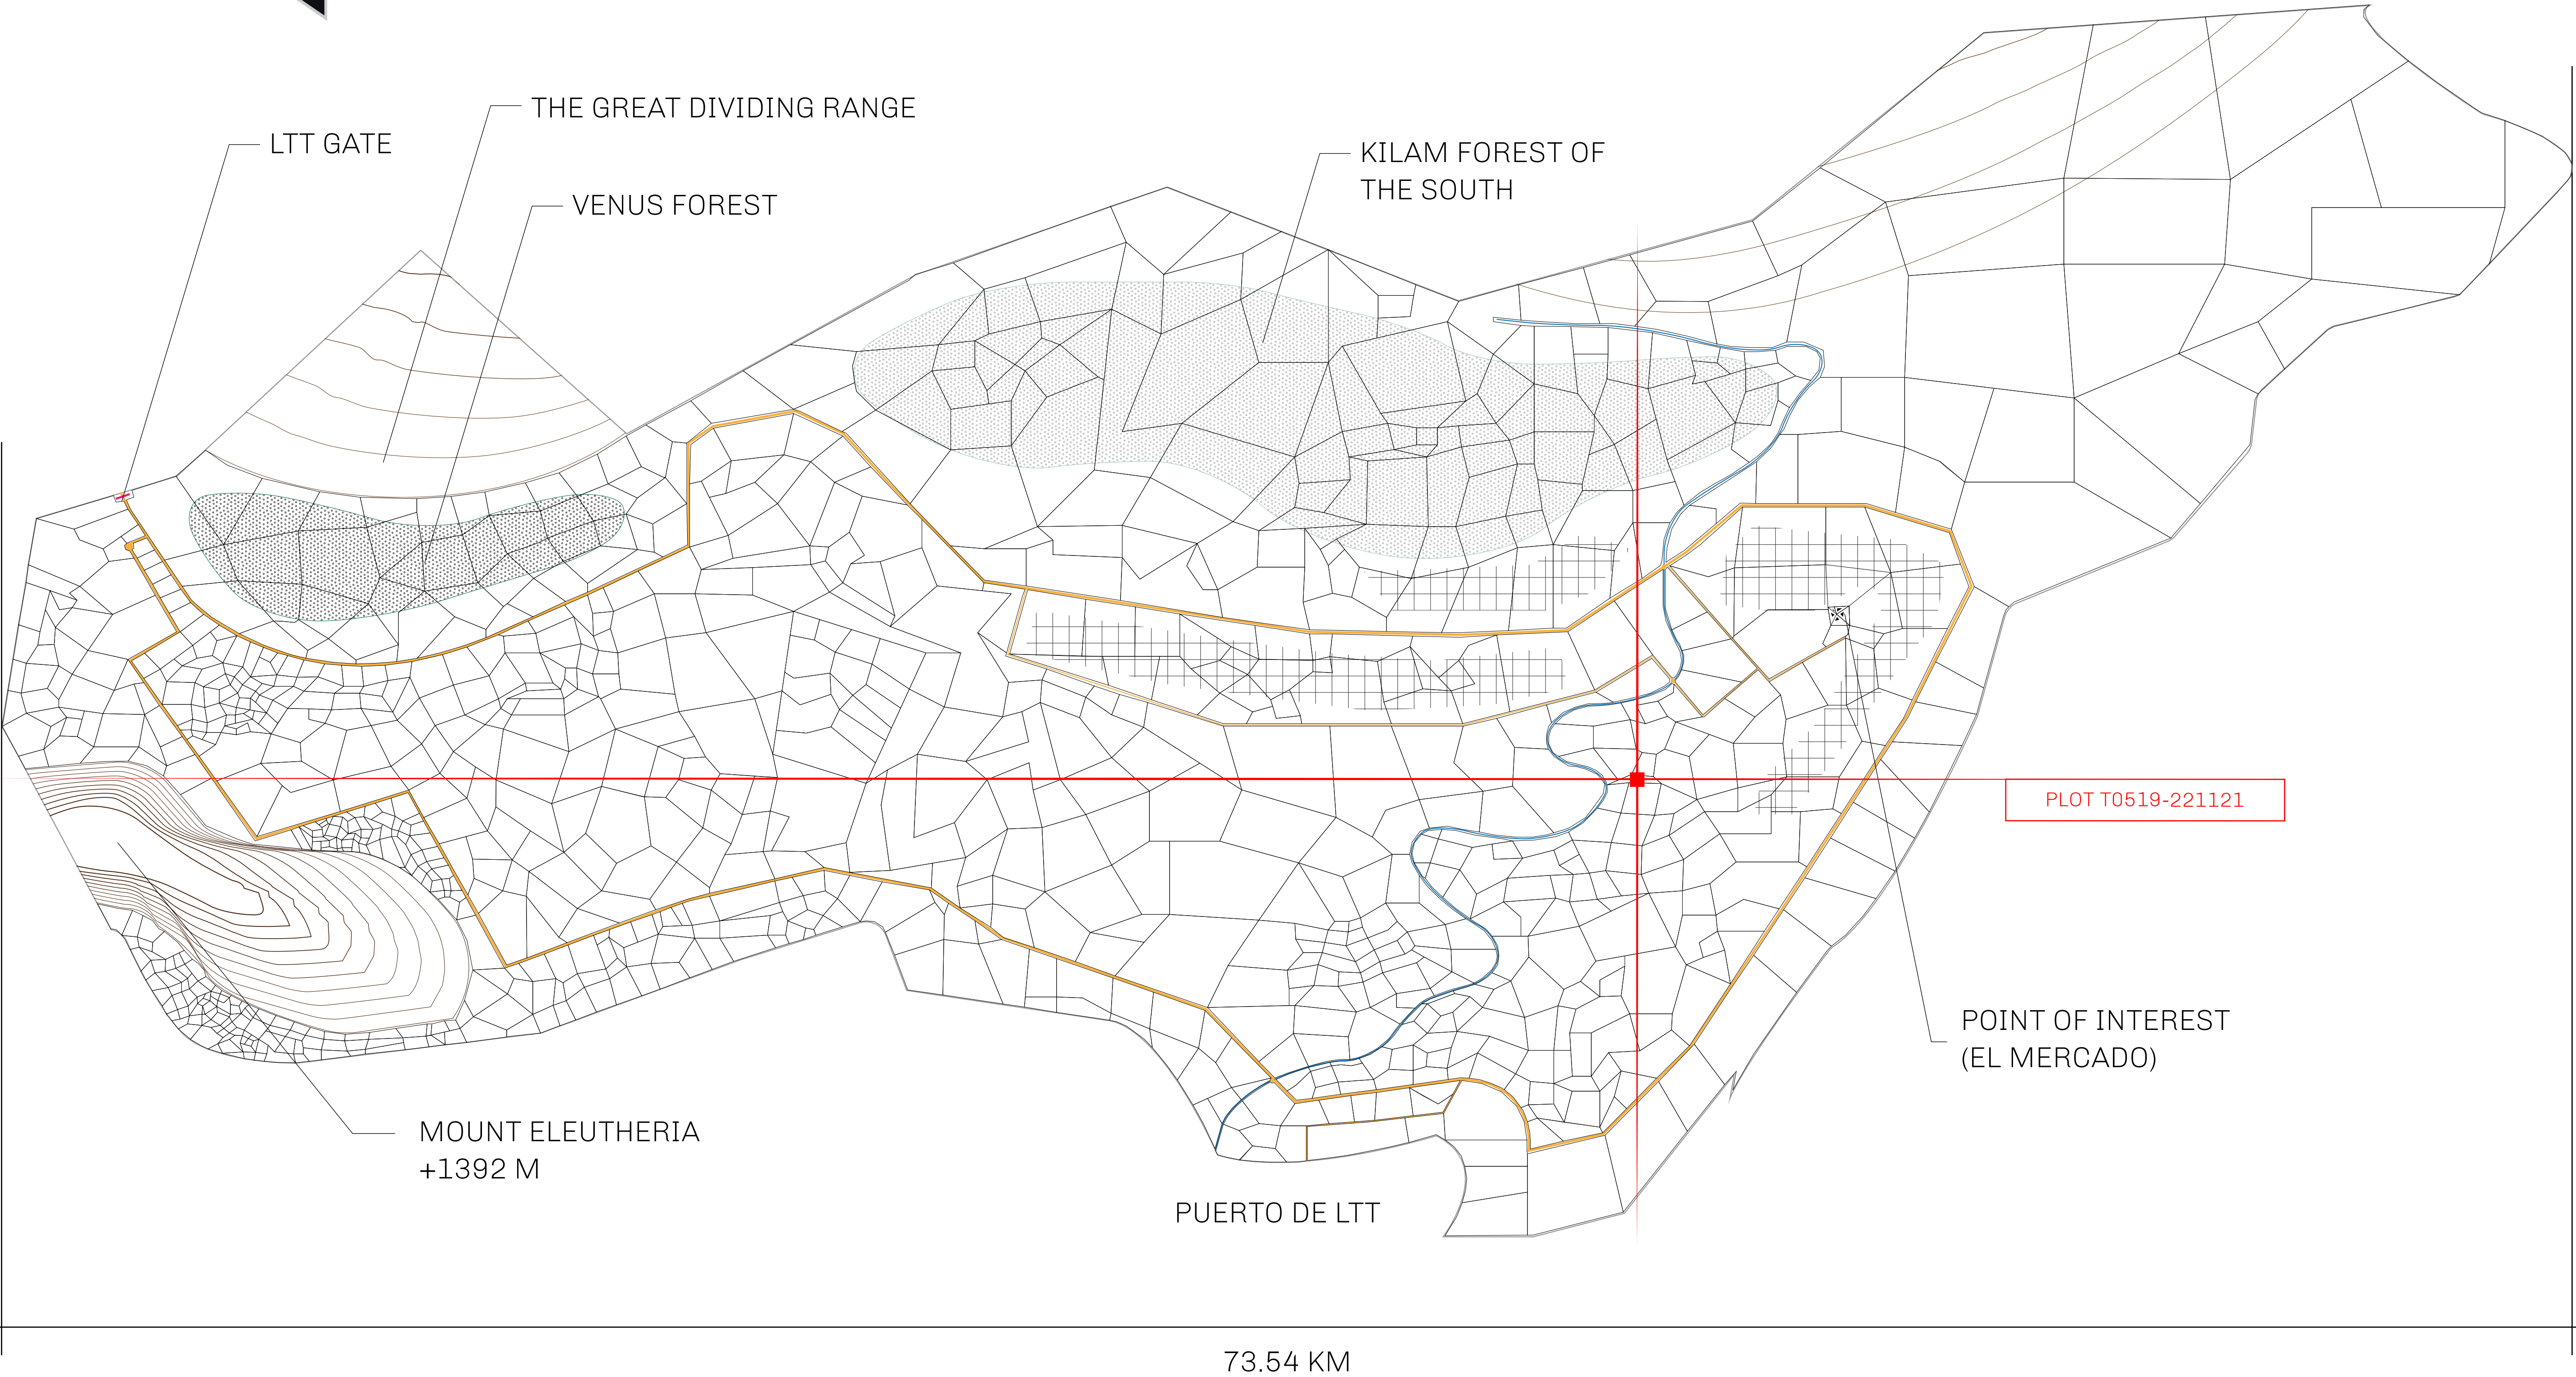 THE GREAT DIVIDING RANGE
LTT GATE
VENUS FOREST
KILAM FOREST OF
THE SOUTH
PLOT T0519-221121
POINT OF INTEREST
(EL MERCADO)
MOUNT ELEUTHERIA
+1392 M
PUERTO DE LTT
73.54 KM